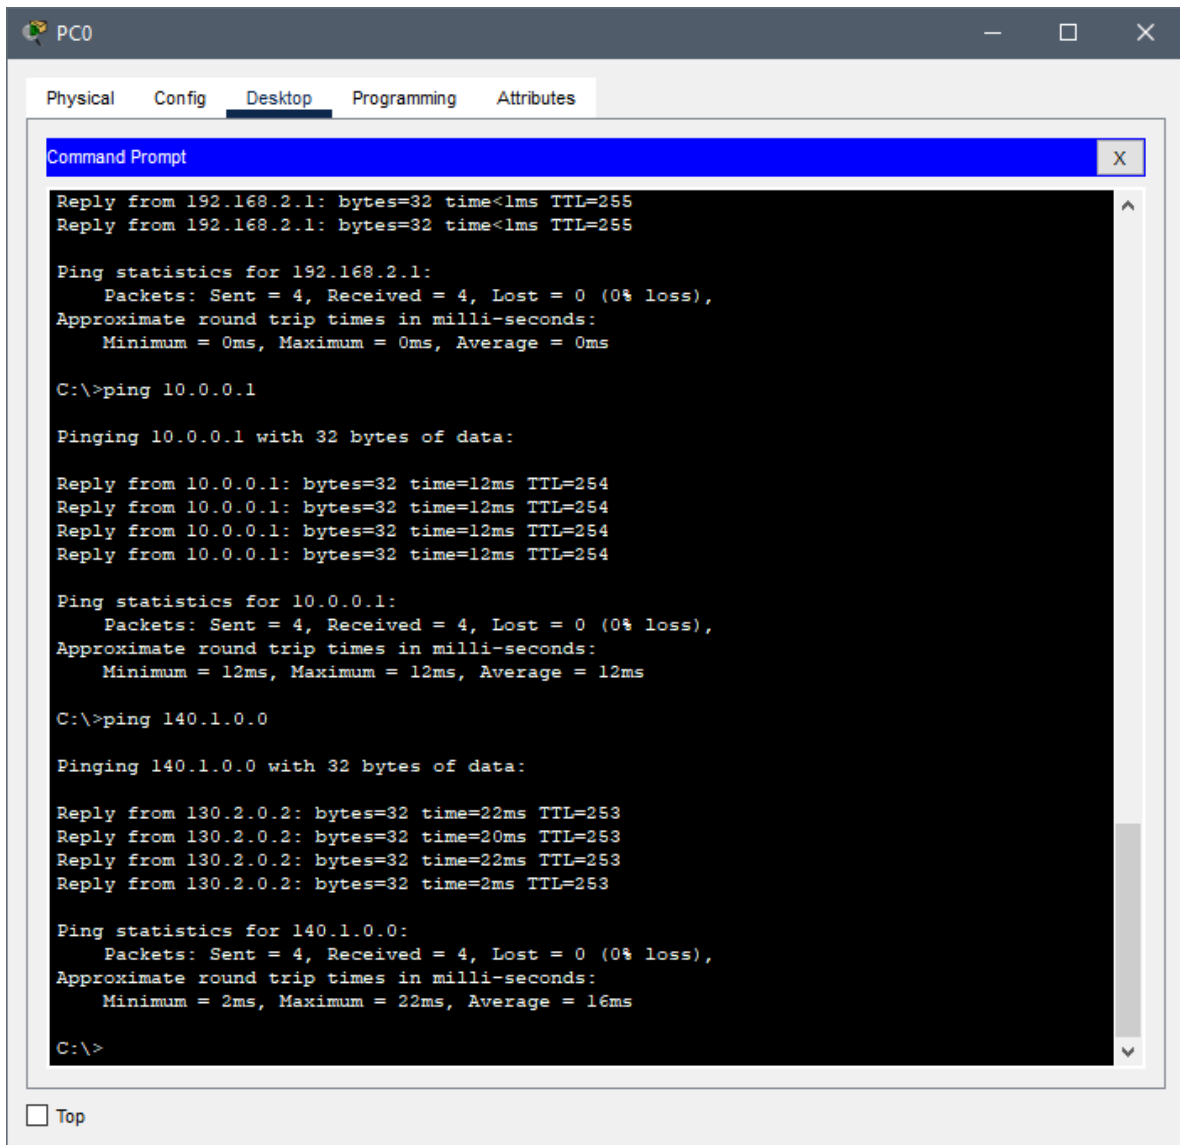 PC0
Physical Config Desktop Programming Attributes
Command Prompt
X
Reply from 192.168.2.1: bytes=32 time<1ms TTL=255
Reply from 192.168.2.1: bytes=32 time<1ms TTL=255
Ping statistics for 192.168.2.1:
Packets: Sent = 4, Received = 4, Lost = 0 (0% loss),
Approximate round trip times in milli-seconds:
Minimum = 0ms, Maximum = 0ms, Average = 0ms
C:\>ping 10.0.0.1
Pinging 10.0.0.1 with 32 bytes of data:
Reply from 10.0.0.1: bytes=32 time=12ms TTL=254
Reply from 10.0.0.1: bytes=32 time=12ms TTL=254
Reply from 10.0.0.1: bytes=32 time=12ms TTL=254
Reply from 10.0.0.1: bytes=32 time=12ms TTL=254
Ping statistics for 10.0.0.1:
Packets: Sent = 4, Received = 4, Lost = 0 (0% loss),
Approximate round trip times in milli-seconds:
Minimum = 12ms, Maximum = 12ms, Average = 12ms
C:\>ping 140.1.0.0
Pinging 140.1.0.0 with 32 bytes of data:
Reply from 130.2.0.2: bytes=32 time=22ms TTL=253
Reply from 130.2.0.2: bytes=32 time=20ms TTL=253
Reply from 130.2.0.2: bytes=32 time=22ms TTL=253
Reply from 130.2.0.2: bytes=32 time=2ms TTL=253
Ping statistics for 140.1.0.0:
Packets: Sent = 4, Received = 4, Lost = 0 (0% loss),
Approximate round trip times in milli-seconds:
Minimum = 2ms, Maximum = 22ms, Average = 16ms
C:\>
Top